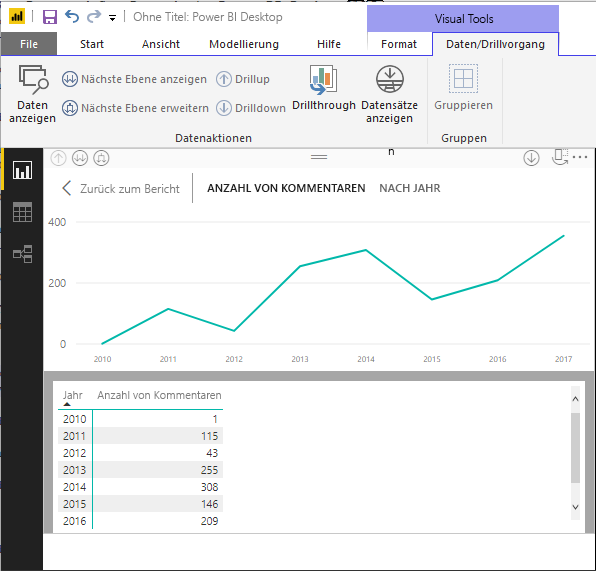 Ohne Titel: Power BI Desktop
Visual Tools
File Start Ansicht Modellierung Hilfe Format Daten/Drillvorgang
Daten anzeigen
Nächste Ebene anzeigen
Nächste Ebene erweitern
Drillup
Drilldown
Drillthrough
Datensätze anzeigen
Gruppieren
Datenaktionen Gruppen
n
Zurück zum Bericht ANZAHL VON KOMMENTAREN NACH JAHR
400
200
0
2010 2011 2012 2013 2014 2015 2016 2017
Jahr Anzahl von Kommentaren
2010 1
2011 115
2012 43
2013 255
2014 308
2015 146
2016 209